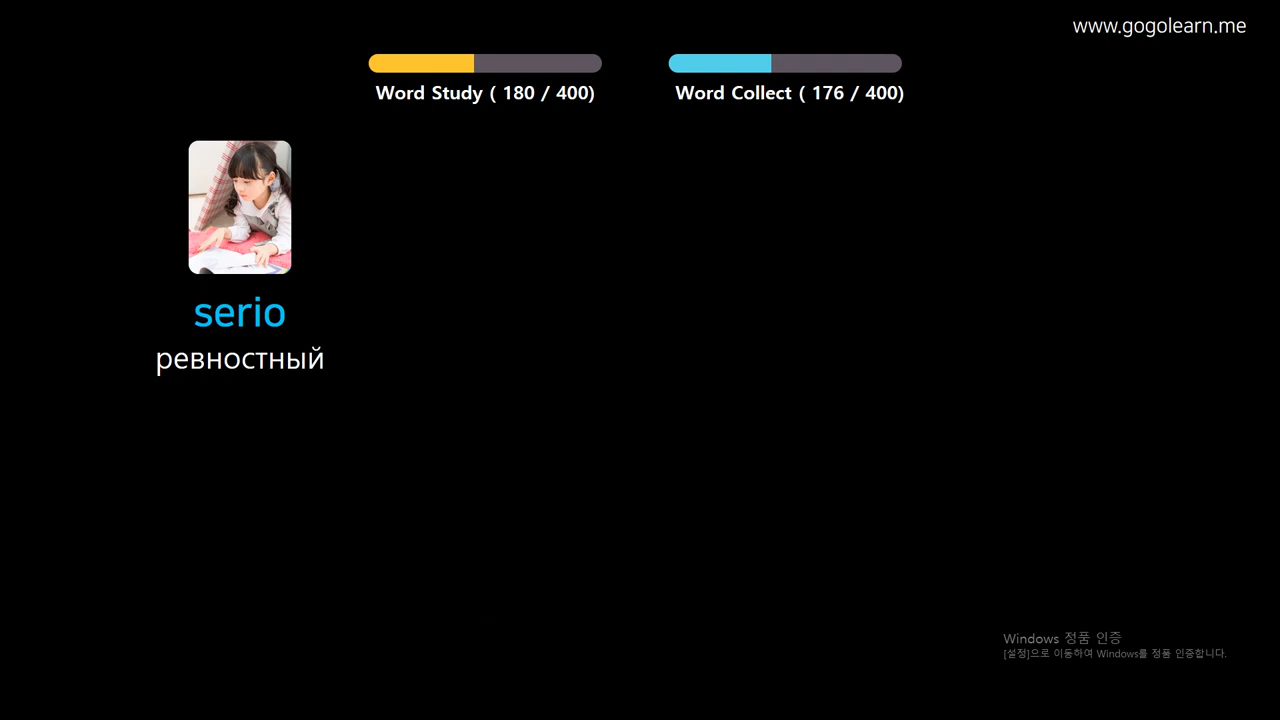 www.gogolearn.me
Word Study ( 180 / 400)
Word Collect ( 176 / 400)
serio
ревностный
Windows 정품 인증
[설정]으로 이동하여 Windows를 정품 인증합니다.